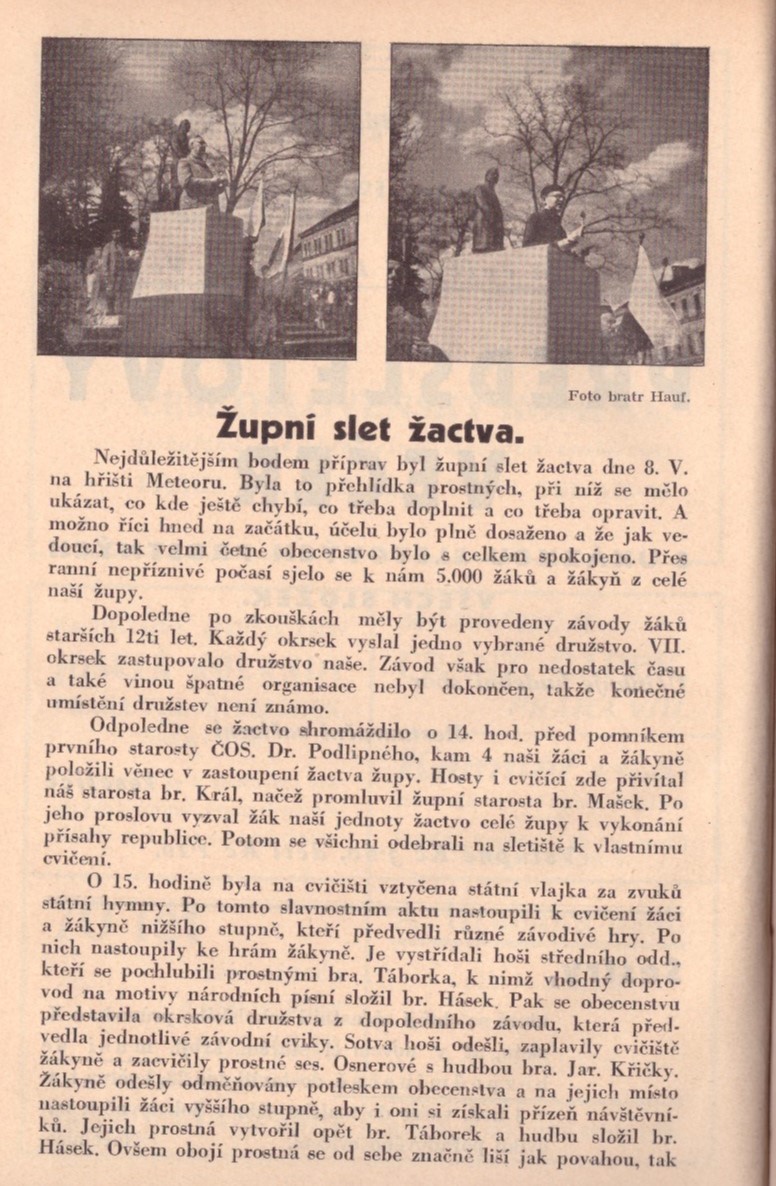 Foto bratr Hauf.
Župní slet žactva.
Nejdůležitějším bodem příprav byl župní slet žactva dne 8. V.
na hřišti Meteoru. Byla to přehlídka prostných, při níž se mělo
ukázat, co kde ještě chybí, co třeba doplnit a co třeba opravit. A
možno říci hned na začátku, účelu bylo plně dosaženo a že jak ve-
doucí, tak velmi četné obecenstvo bylo s celkem spokojeno. Přes
ranní nepříznivé počasí sjelo se k nám 5.000 žáků a žákyň z celé
naší župy.
Dopoledne po zkouškách měly být provedeny závody žáků
starších 12ti let. Každý okrsek vyslal jedno vybrané družstvo. VII.
okrsek zastupovalo družstvo naše. Závod však pro nedostatek času
a také vinou špatné organisace nebyl dokončen, takže konečné
umístění družstev není známo.
Odpoledne se žactvo shromáždilo o 14. hod. před pomníkem
prvního starosty ČOS. Dr. Podlipného, kam 4 naši žáci a žákyně
položili věnec v zastoupení žactva župy. Hosty i cvičící zde přivítal
náš starosta br. Král, načež promluvil župní starosta br. Mašek. Po
jeho proslovu vyzval žák naší jednoty žactvo celé župy k vykonání
přísahy republice. Potom se všichni odebrali na sletiště k vlastnímu
cvičení.
O 15. hodině byla na cvičišti vztyčena státní vlajka za zvuků
státní hymny. Po tomto slavnostním aktu nastoupili k cvičení žáci
a žákyně nižšího stupně, kteří předvedli různé závodivé hry. Po
nich nastoupily ke hrám žákyně. Je vystřídali hoši středního odd.,
kteří se pochlubili prostnými bra. Táborka, k nimž vhodný dopro-
vod na motivy národních písní složil br. Hásek. Pak se obecenstvu
představila okrsková družstva z dopoledního závodu, která před-
vedla jednotlivé závodní cviky. Sotva hoši odešli, zaplavily cvičiště
žákyně a zacvičily prostné ses. Osnerové s hudbou bra. Jar. Křičky.
Žákyně odešly odměňovány potleskem obecenstva a na jejich místo
nastoupili žáci vyššího stupně, aby i oni si získali přízeň návštěvní-
ků. Jejich prostná vytvořil opět br. Táborek a hudbu složil br.
Hásek. Ovšem obojí prostná se od sebe značně liší jak povahou, tak